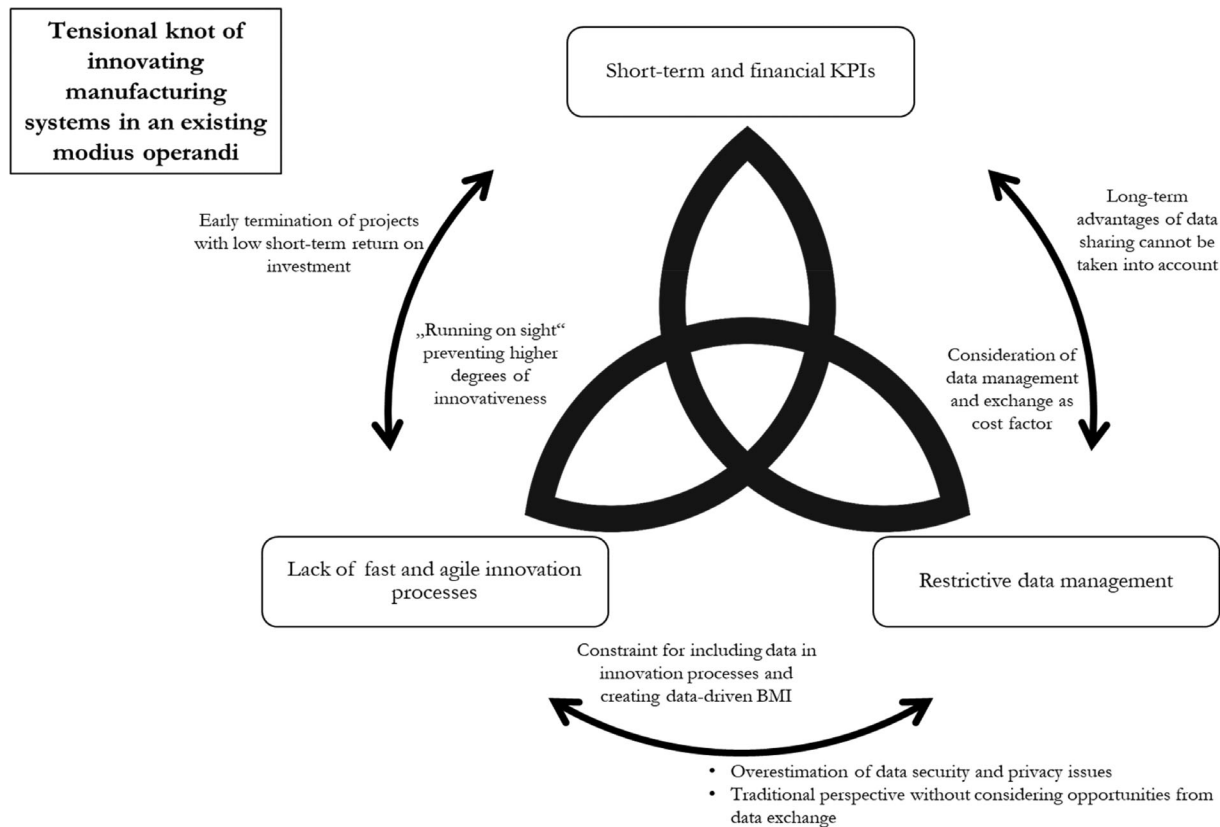 Tensional knot of
innovating
manufacturing
systems in an existing
modius operandi
Short-term and financial KPIs
Early termination of projects
with low short-term return on
investment
Long-term
advantages of data
sharing cannot be
taken into account
„Running on sight“
preventing higher
degrees of
innovativeness
Consideration of
data management
and exchange as
cost factor
Lack of fast and agile innovation
processes
Restrictive data management
Constraint for including data in
innovation processes and
creating data-driven BMI
• Overestimation of data security and privacy issues
• Traditional perspective without considering opportunities from
data exchange